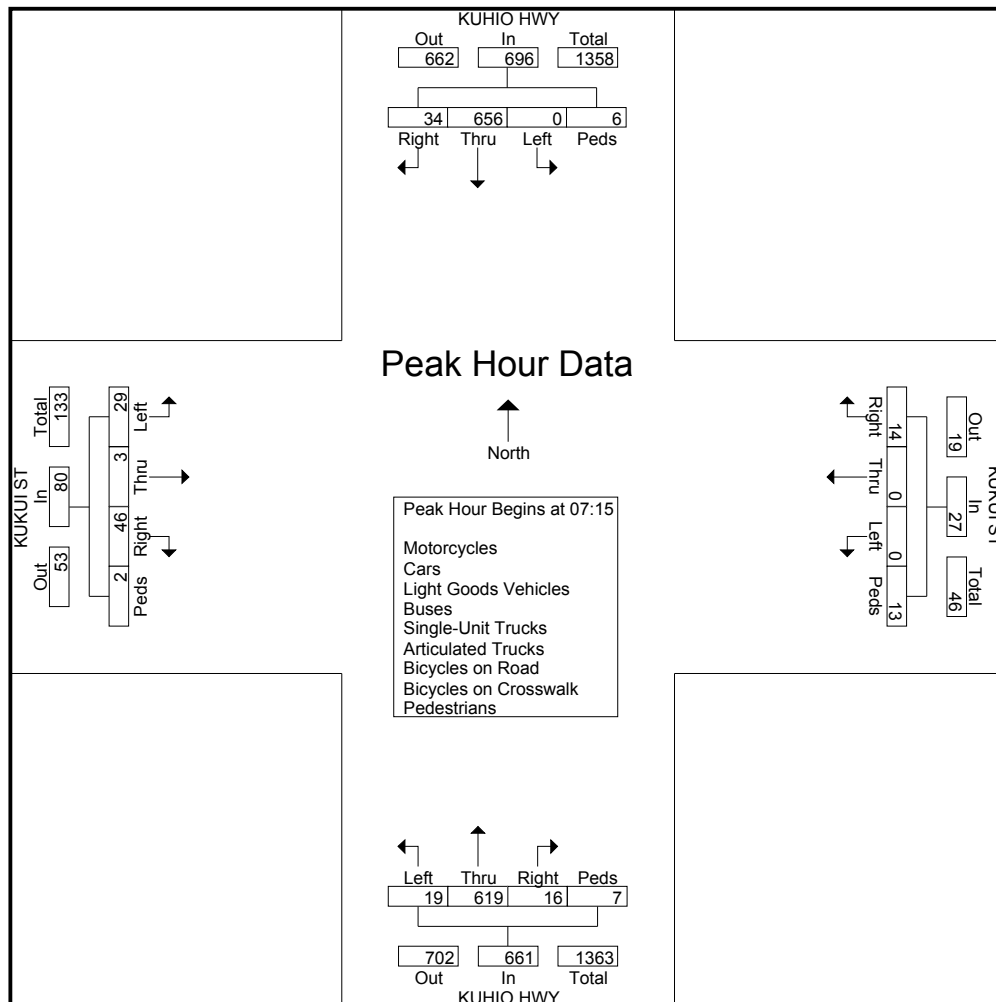 KUHIO HWY
Out In Total
662 696 1358
34 656 0 6
Right Thru Left Peds
Peak Hour Data
North
KUKUI ST
Total In Out
133 80 53
29 3 46 2
Left Thru Right Peds
Peak Hour Begins at 07:15
Motorcycles
Cars
Light Goods Vehicles
Buses
Single-Unit Trucks
Articulated Trucks
Bicycles on Road
Bicycles on Crosswalk
Pedestrians
Right Thru Left Peds
14 0 0 13
Out In Total
19 27 46
KUKUI ST
Left Thru Right Peds
19 619 16 7
702 661 1363
Out In Total
KUHIO HWY